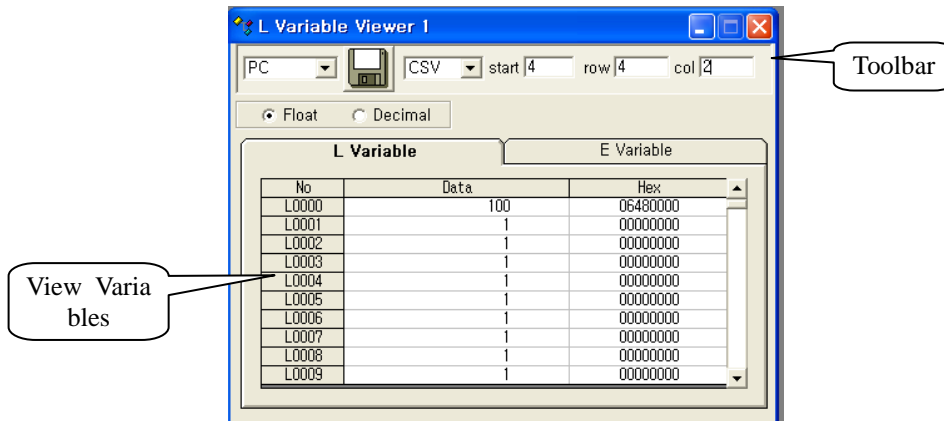 L Variable Viewer 1
PC CSV start 4 row 4 col 2
Toolbar
Float Decimal
L Variable E Variable
No Data Hex
L0000 100 06480000
L0001 1 00000000
L0002 1 00000000
L0003 1 00000000
L0004 1 00000000
L0005 1 00000000
L0006 1 00000000
L0007 1 00000000
L0008 1 00000000
L0009 1 00000000
View Varia
bles